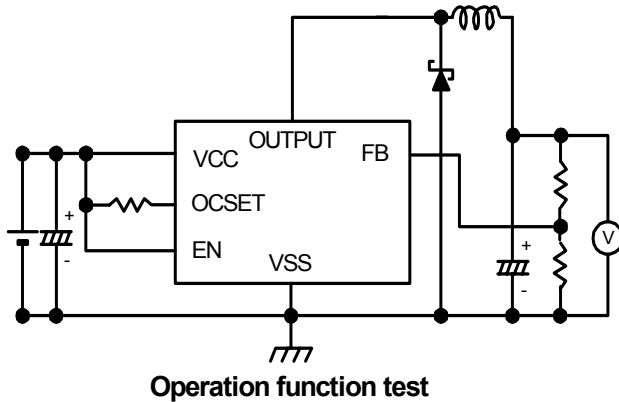 OUTPUT
FB
VCC
OCSET
EN
VSS
+
-
+
-
V
Operation function test